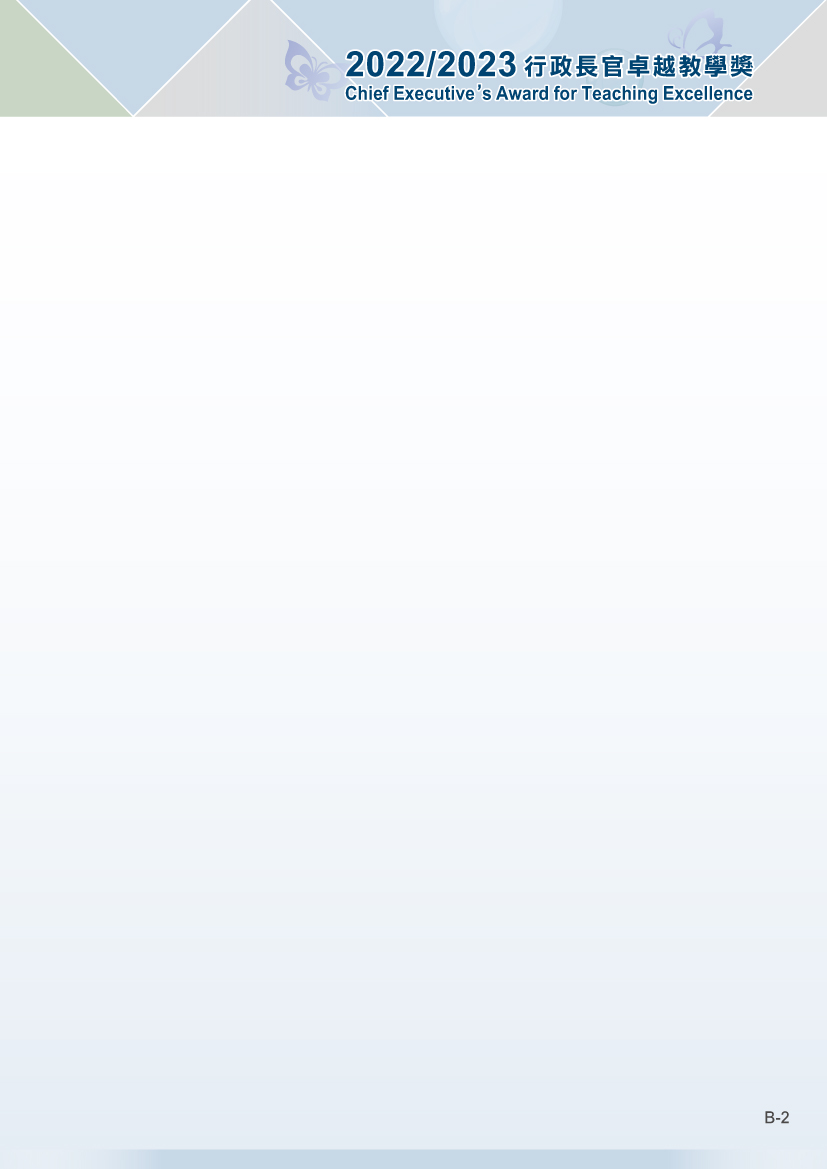 2022/2023 行政長官卓越教學獎
Chief Executive’s Award for Teaching Excellence
B-2